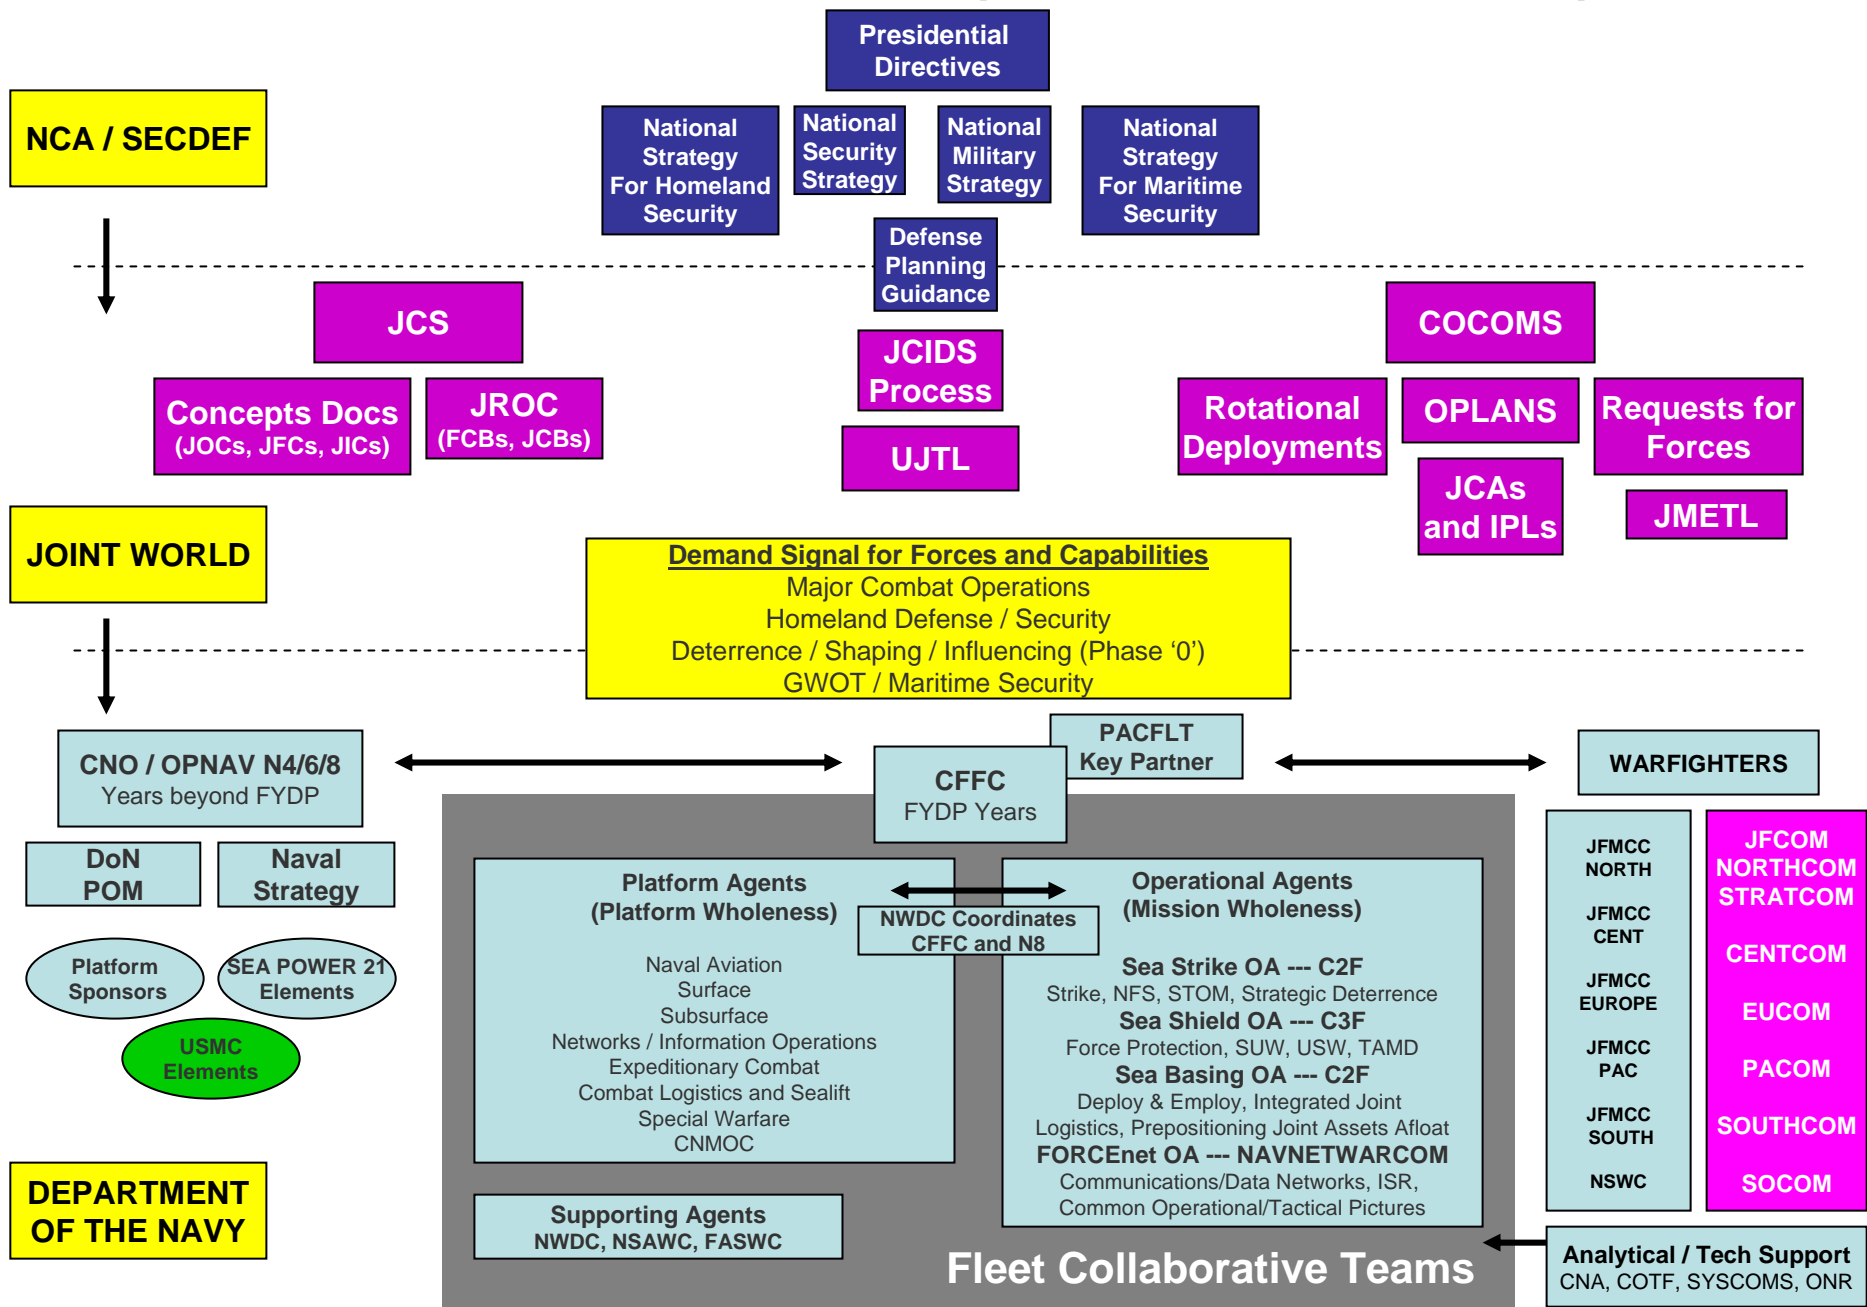 Presidential
Directives
NCA / SECDEF
National
Strategy
For Homeland
Security
National
Security
Strategy
National
Military
Strategy
National
Strategy
For Maritime
Security
Defense
Planning
Guidance
JCS
Concepts Docs
(JOCs, JFCs, JICs)
JROC
(FCBs, JCBs)
JCIDS
Process
UJTL
COCOMS
Rotational
Deployments
OPLANS
Requests for
Forces
JCAs
and IPLs
JMETL
JOINT WORLD
Demand Signal for Forces and Capabilities
Major Combat Operations
Homeland Defense / Security
Deterrence / Shaping / Influencing (Phase ‘0’)
GWOT / Maritime Security
CNO / OPNAV N4/6/8
Years beyond FYDP
PACFLT
Key Partner
CFFC
FYDP Years
WARFIGHTERS
DoN
POM
Naval
Strategy
Platform
Sponsors
SEA POWER 21
Elements
USMC
Elements
DEPARTMENT
OF THE NAVY
Platform Agents
(Platform Wholeness)
Naval Aviation
Surface
Subsurface
Networks / Information Operations
Expeditionary Combat
Combat Logistics and Sealift
Special Warfare
CNMOC
NWDC Coordinates
CFFC and N8
Operational Agents
(Mission Wholeness)
Sea Strike OA --- C2F
Strike, NFS, STOM, Strategic Deterrence
Sea Shield OA --- C3F
Force Protection, SUW, USW, TAMD
Sea Basing OA --- C2F
Deploy & Employ, Integrated Joint
Logistics, Prepositioning Joint Assets Afloat
FORCEnet OA --- NAVNETWARCOM
Communications/Data Networks, ISR,
Common Operational/Tactical Pictures
Supporting Agents
NWDC, NSAWC, FASWC
Fleet Collaborative Teams
JFMCC
NORTH
JFMCC
CENT
JFMCC
EUROPE
JFMCC
PAC
JFMCC
SOUTH
NSWC
JFCOM
NORTHCOM
STRATCOM
CENTCOM
EUCOM
PACOM
SOUTHCOM
SOCOM
Analytical / Tech Support
CNA, COTF, SYSCOMS, ONR